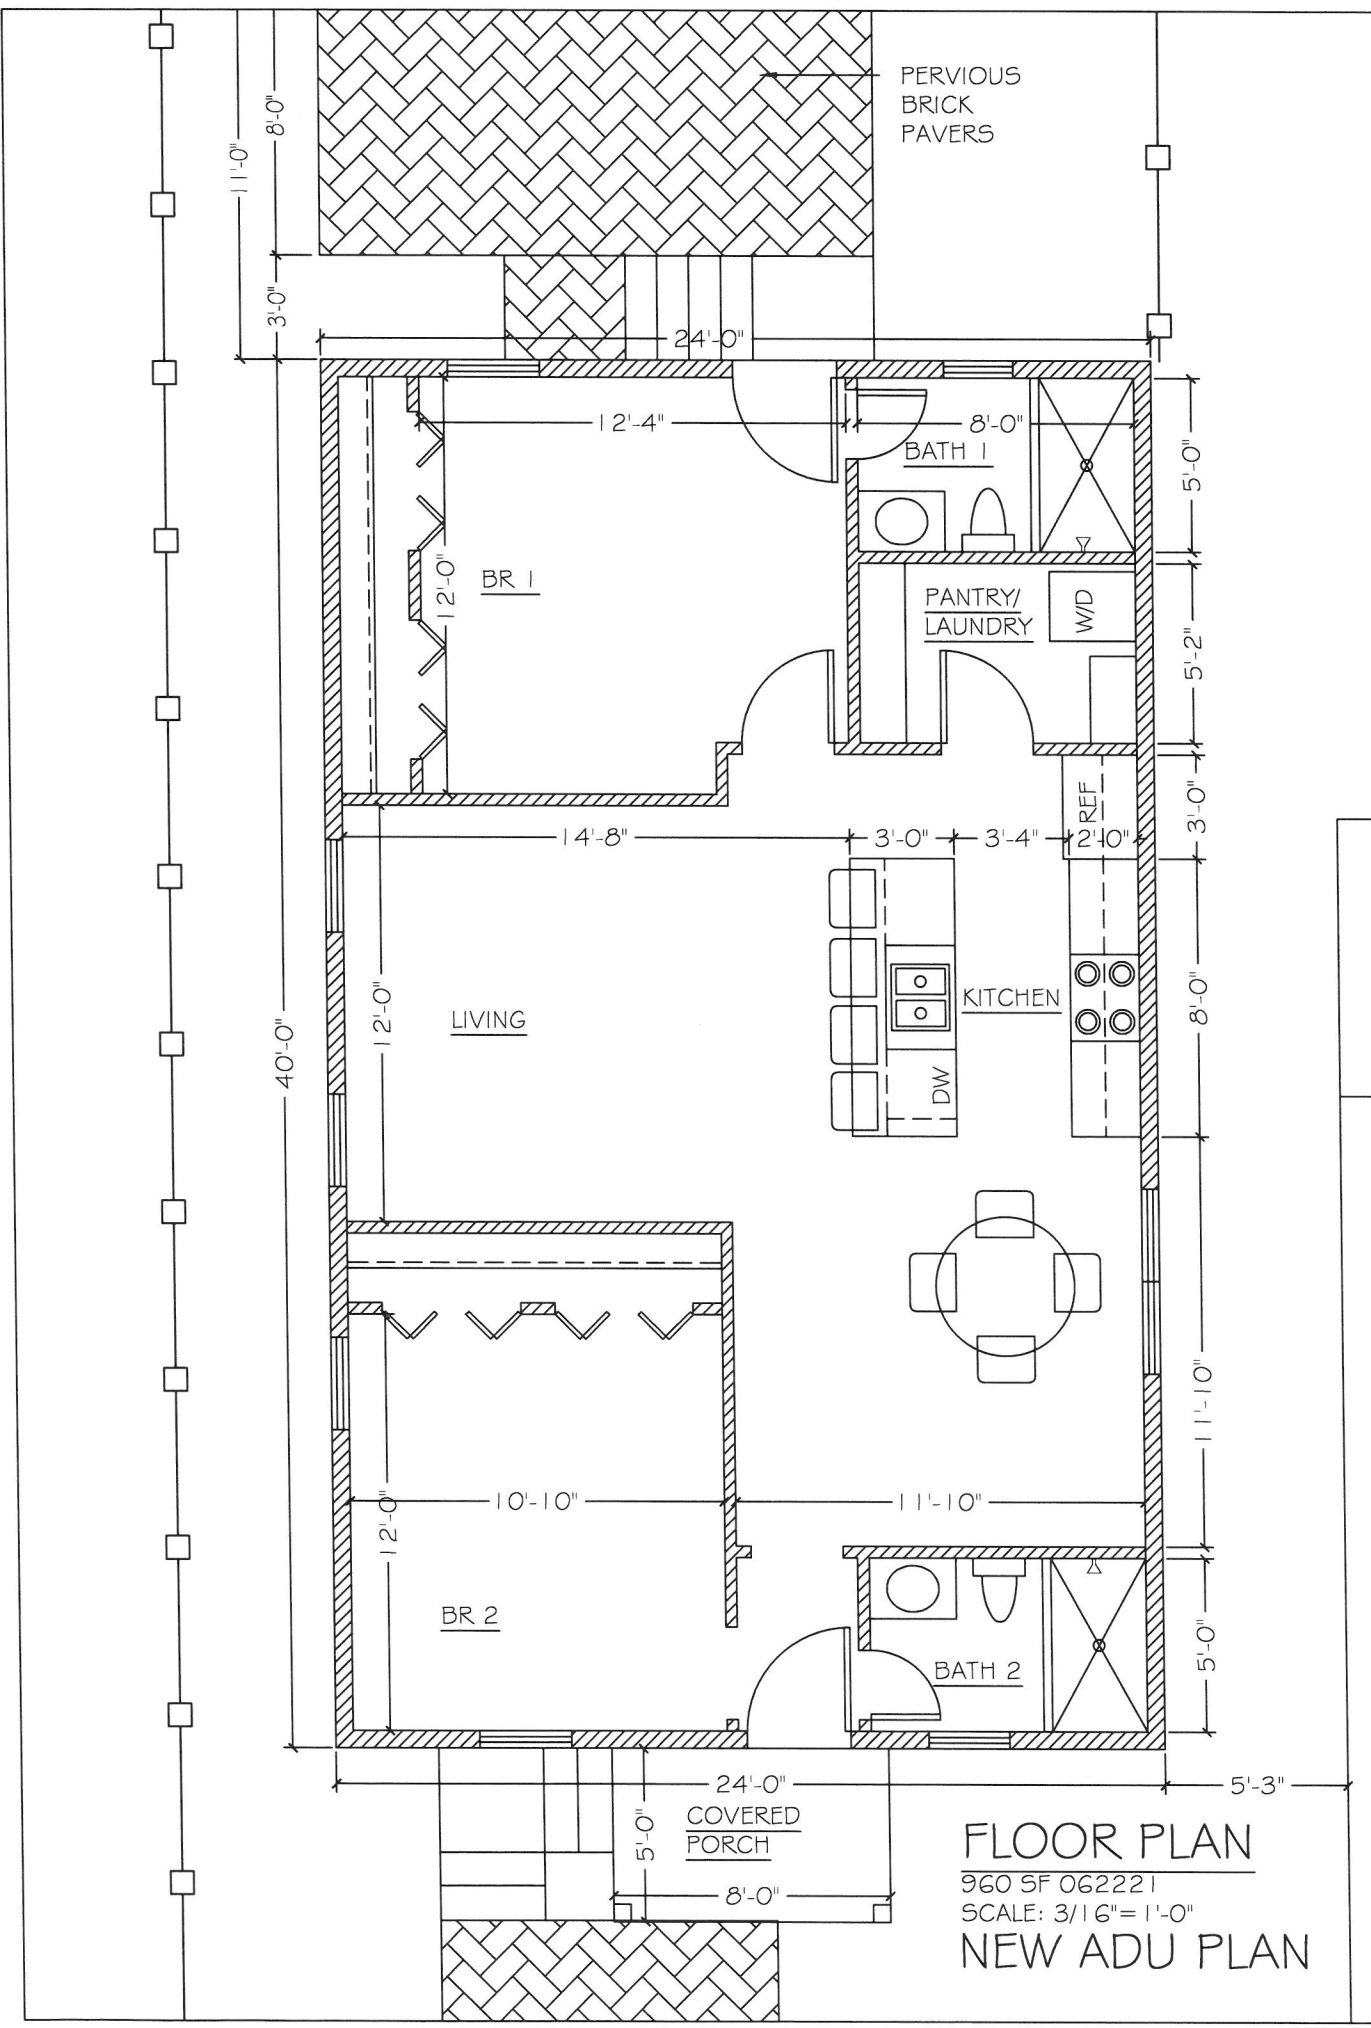 PERVIOUS
BRICK
PAVERS
11'-0"
8'-0"
3'-0"
24'-0"
12'-4"
8'-0"
BATH 1
5'-0"
BR 1
12'-0"
PANTRY/
LAUNDRY
W/D
5'-2"
REF
3'-0"
14'-8"
3'-0"
3'-4"
2'-0"
40'-0"
12'-0"
LIVING
KITCHEN
DW
8'-0"
11'-10"
10'-10"
12'-0"
11'-10"
BR 2
BATH 2
5'-0"
24'-0"
5'-3"
COVERED
PORCH
5'-0"
8'-0"
FLOOR PLAN
960 SF 062221
SCALE: 3/16"=1'-0"
NEW ADU PLAN